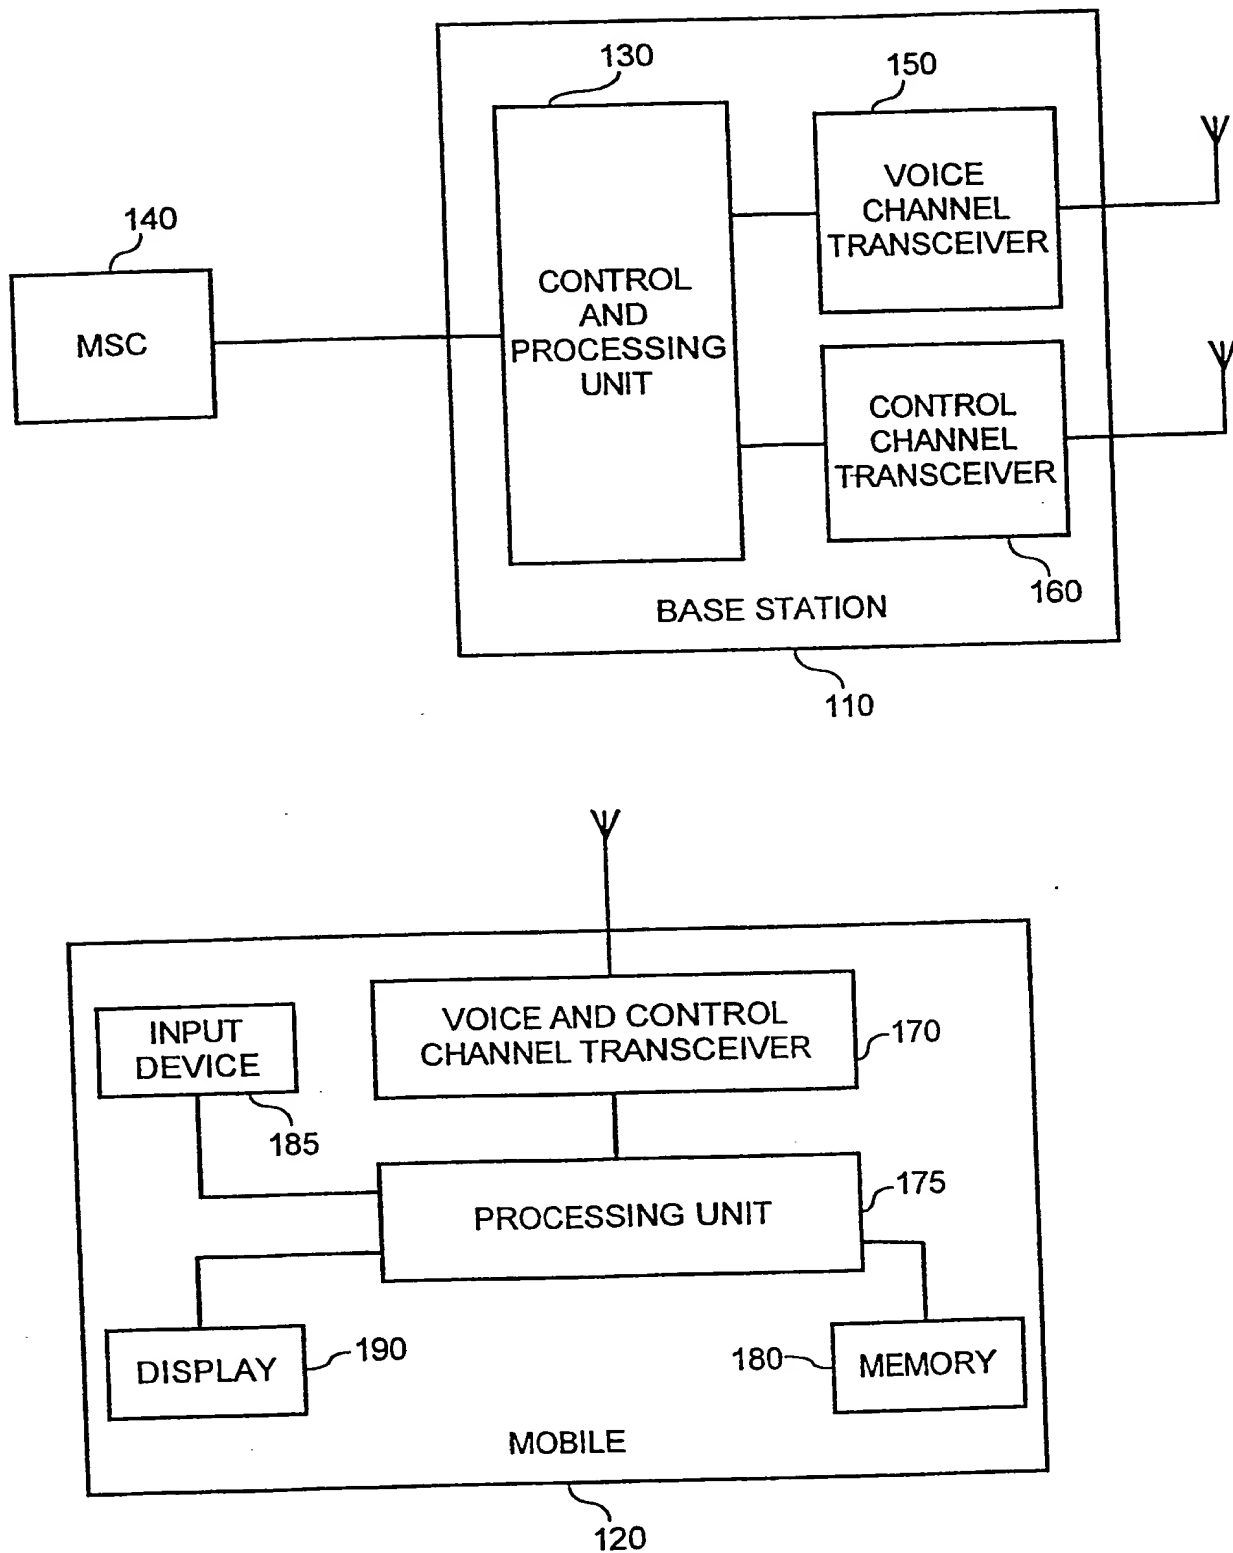 130
150
140
MSC
CONTROL
AND
PROCESSING
UNIT
VOICE
CHANNEL
TRANSCEIVER
CONTROL
CHANNEL
TRANSCEIVER
160
BASE STATION
110
INPUT
DEVICE
185
VOICE AND CONTROL
CHANNEL TRANSCEIVER
170
PROCESSING UNIT
175
DISPLAY
190
180
MEMORY
MOBILE
120